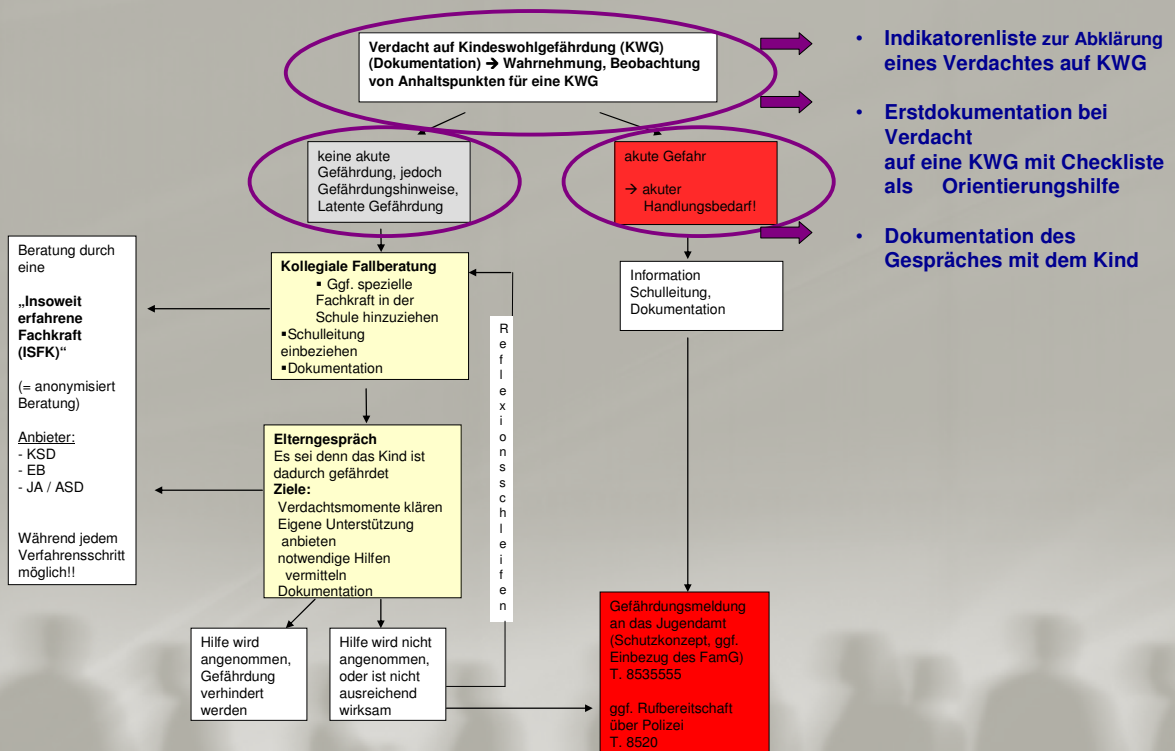 Verdacht auf Kindeswohlgefährdung (KWG)
(Dokumentation) → Wahrnehmung, Beobachtung
von Anhaltspunkten für eine KWG
keine akute
Gefährdung, jedoch
Gefährdungshinweise,
Latente Gefährdung
akute Gefahr
→ akuter
Handlungsbedarf!
• Indikatorenliste zur Abklärung
eines Verdachtes auf KWG
• Erstdokumentation bei
Verdacht
auf eine KWG mit Checkliste
als Orientierungshilfe
• Dokumentation des
Gespräches mit dem Kind
Beratung durch
eine
„Insoweit
erfahrene
Fachkraft
(ISFK)“
(= anonymisiert
Beratung)
Anbieter:
- KSD
- EB
- JA / ASD
Während jedem
Verfahrensschritt
möglich!!
Kollegiale Fallberatung
▪ Ggf. spezielle
Fachkraft in der
Schule hinzuziehen
▪Schulleitung
einbeziehen
▪Dokumentation
Reflexionsschleifen
Information
Schulleitung,
Dokumentation
Elterngespräch
Es sei denn das Kind ist
dadurch gefährdet
Ziele:
Verdachtsmomente klären
Eigene Unterstützung
anbieten
notwendige Hilfen
vermitteln
Dokumentation
Hilfe wird
angenommen,
Gefährdung
verhindert
werden
Hilfe wird nicht
angenommen,
oder ist nicht
ausreichend
wirksam
Gefährdungsmeldung
an das Jugendamt
(Schutzkonzept, ggf.
Einbezug des FamG)
T. 8535555
ggf. Rufbereitschaft
über Polizei
T. 8520